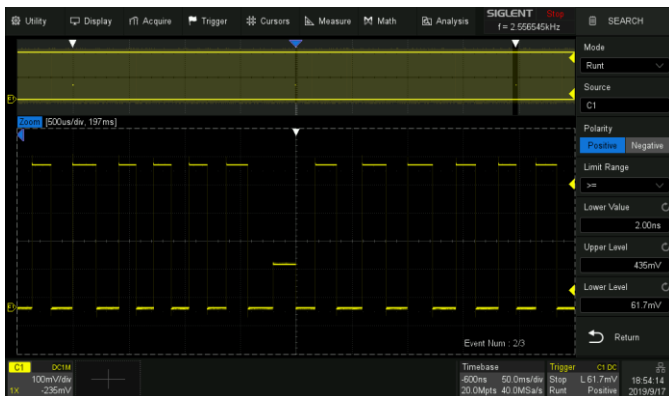 Utility Display Acquire Trigger Cursors Measure Math Analysis SIGLENT Stop
f = 2.556545kHz
SEARCH
Mode
Runt
Source
C1
Polarity
Positive Negative
Limit Range
>=
Lower Value
2.00ns
Upper Level
435mV
Lower Level
61.7mV
Return
Zoom [500us/div, 197ms]
Event Num : 2/3
C1 DC1M
100mV/div
1X -235mV
Timebase
-600ns 50.0ms/div
20.0Mpts 40.0MSa/s
Trigger C1 DC
Stop L 61.7mV
Runt Positive
18:54:14
2019/9/17